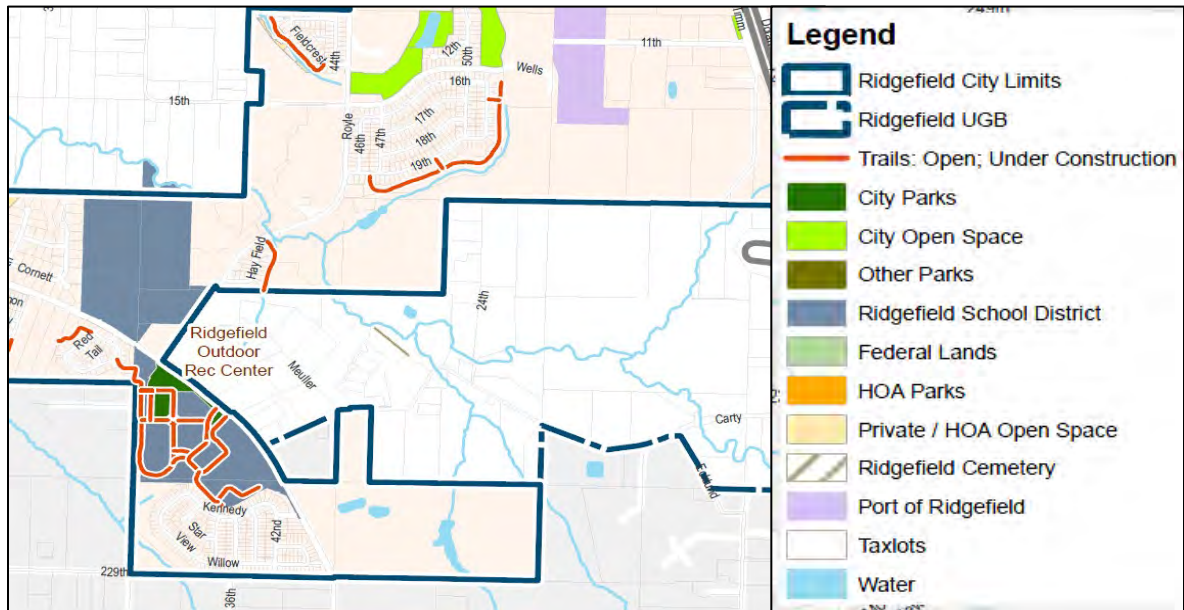 Fieldcrest
44th
12th
50th
11th
16th
Wells
15th
Royle
46th
47th
17th
18th
19th
Hay Field
Cornett
24th
Red Tail
Ridgefield
Outdoor
Rec Center
Meuller
Carty
Kennedy
Star View
42nd
Willow
229th
36th
Timm
Legend
Ridgefield City Limits
Ridgefield UGB
Trails: Open; Under Construction
City Parks
City Open Space
Other Parks
Ridgefield School District
Federal Lands
HOA Parks
Private / HOA Open Space
Ridgefield Cemetery
Port of Ridgefield
Taxlots
Water